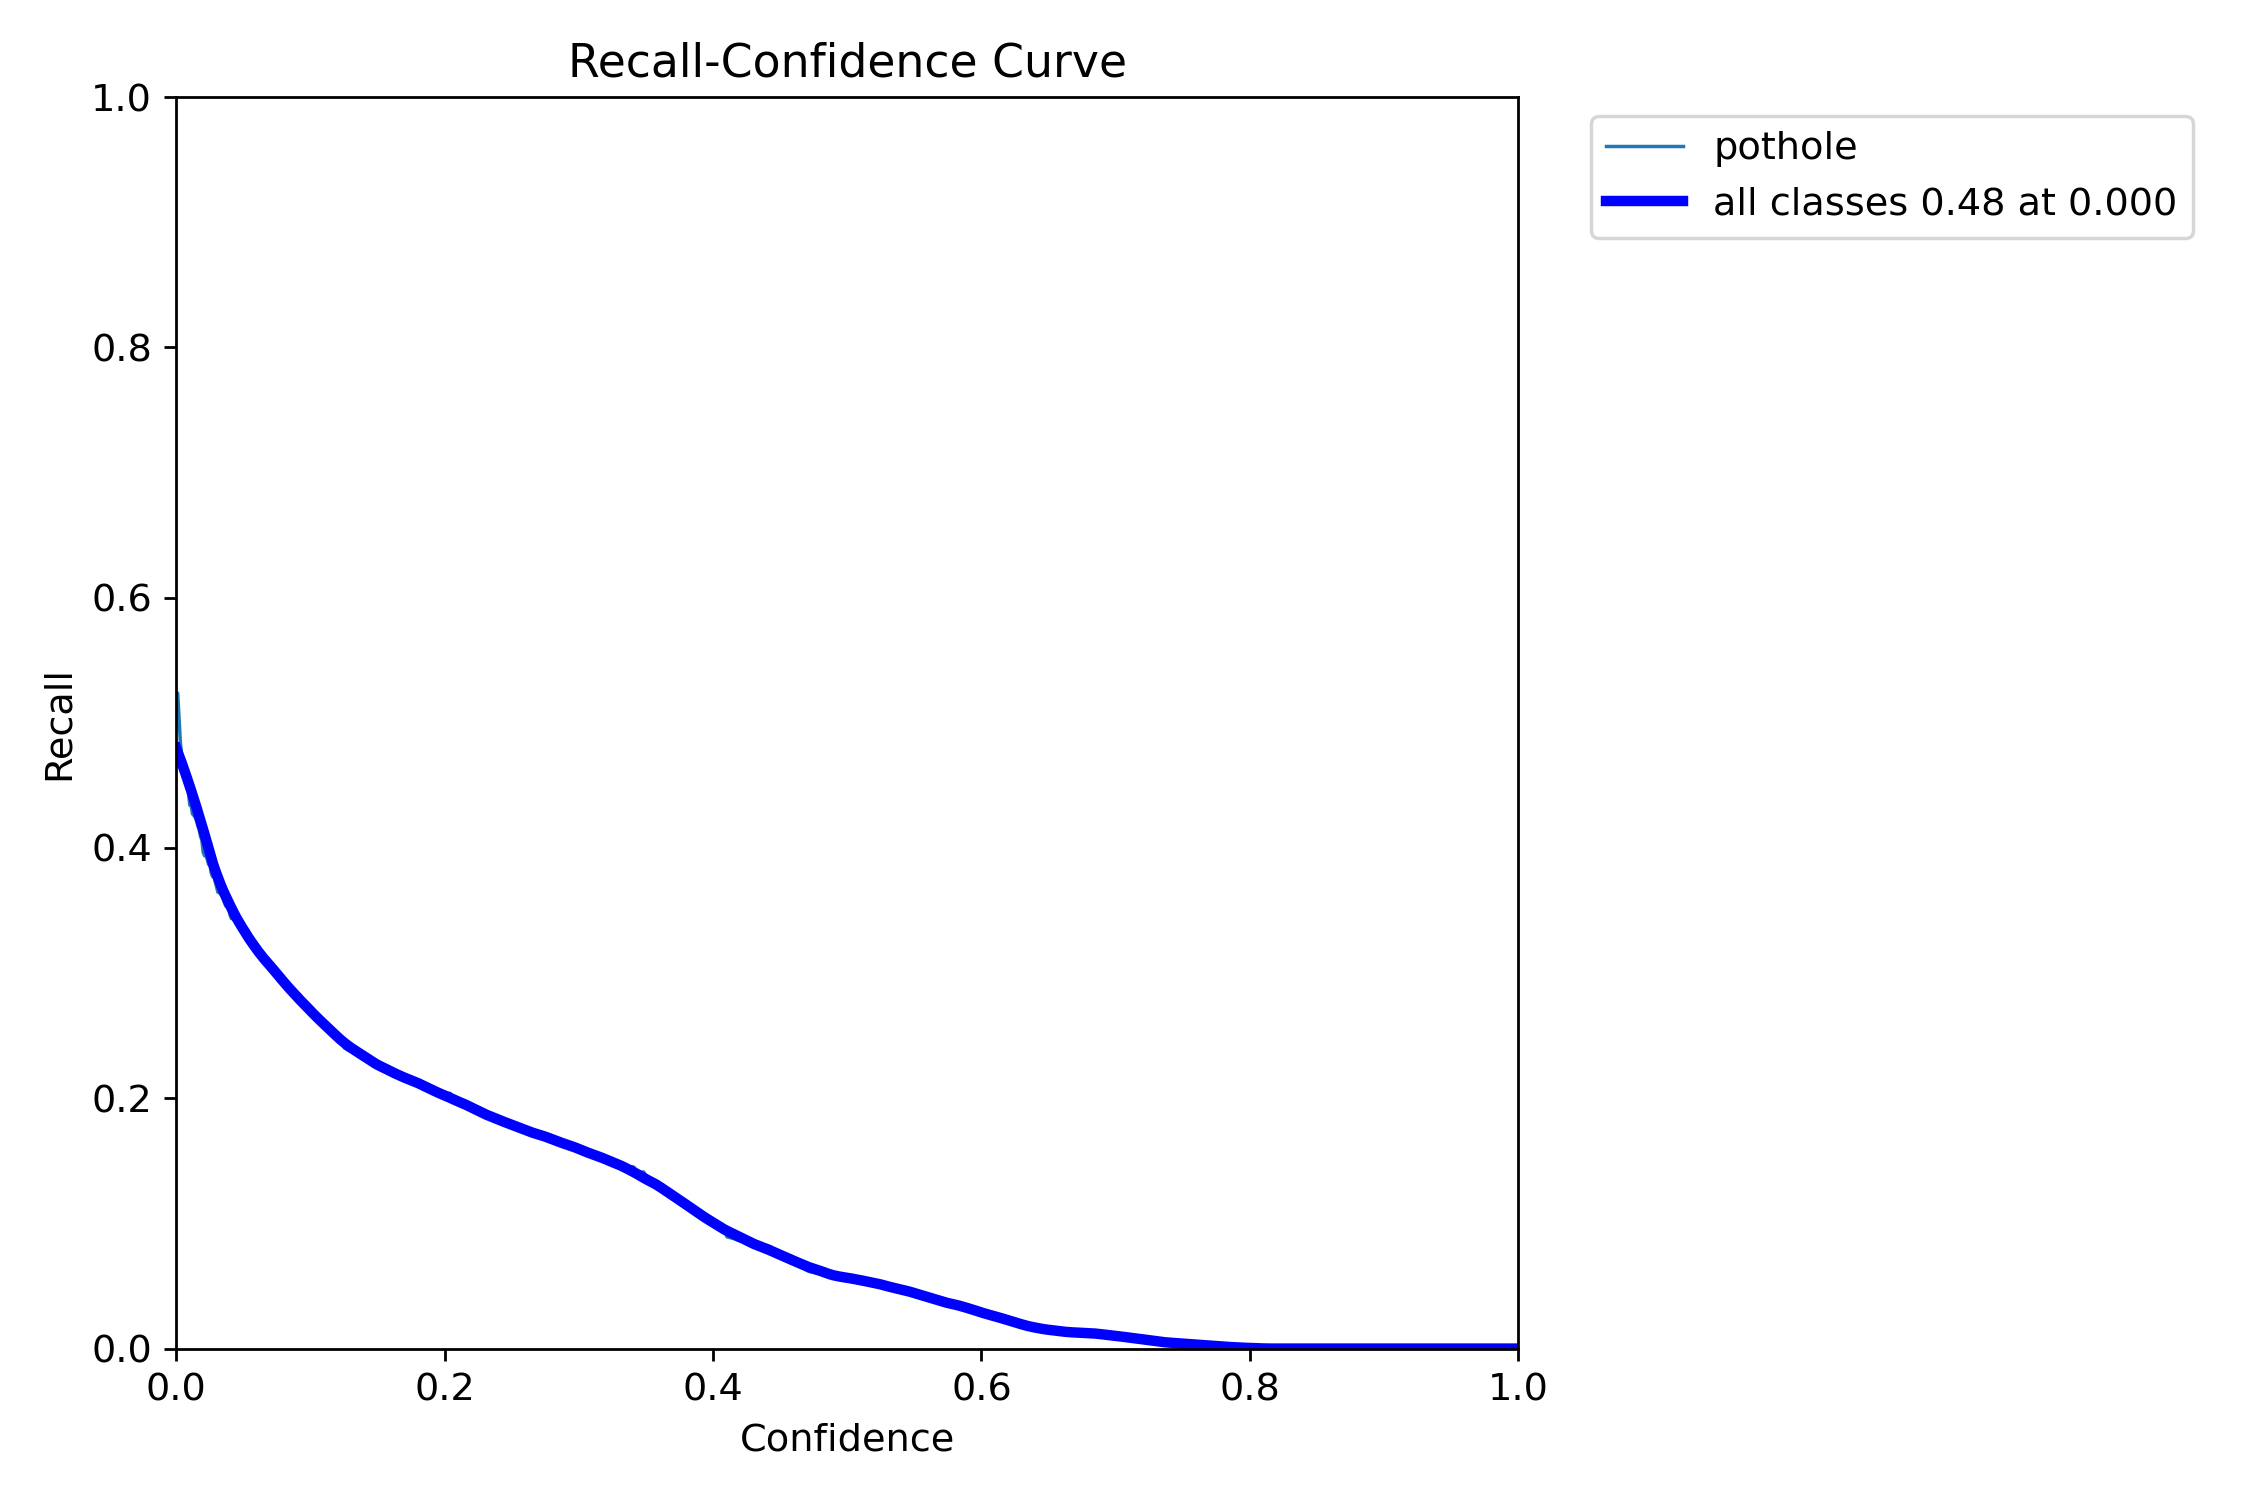 Recall-Confidence Curve
1.0
0.8
0.6
0.4
0.2
0.0
Recall
0.0 0.2 0.4 0.6 0.8 1.0
Confidence
pothole
all classes 0.48 at 0.000